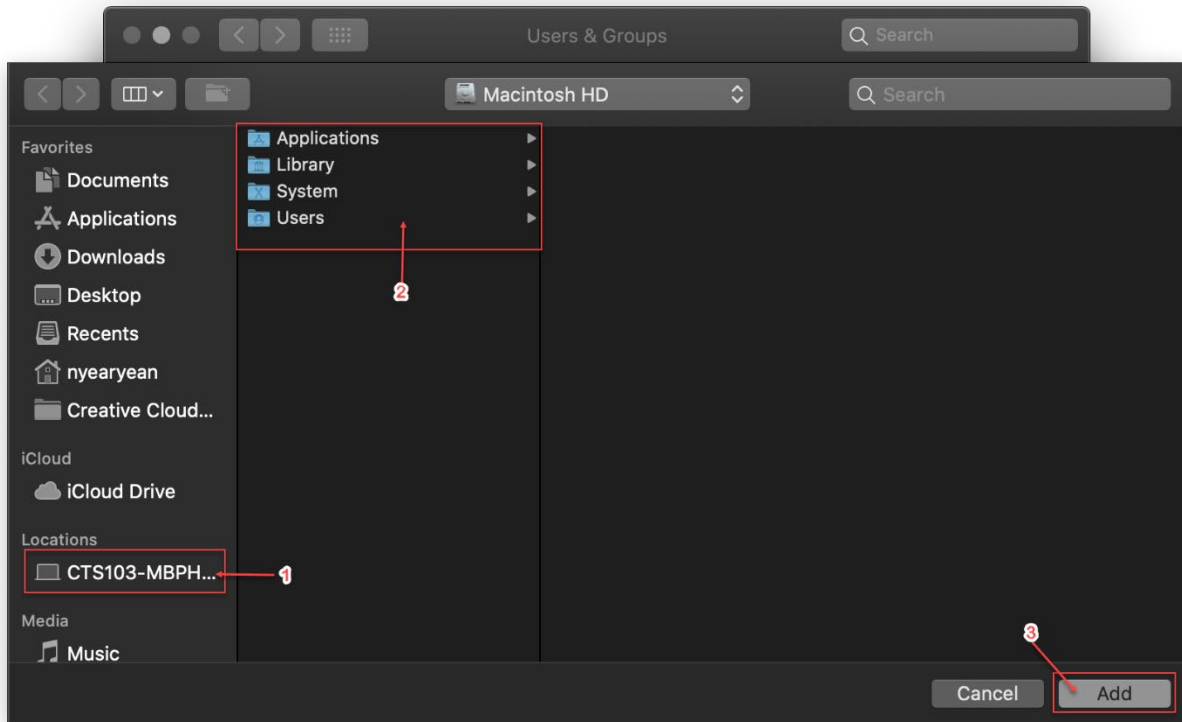 Users & Groups
Search
Macintosh HD
Search
Favorites
Documents
Applications
Downloads
Desktop
Recents
nyearyean
Creative Cloud...
iCloud
iCloud Drive
Locations
CTS103-MBPH...
Media
Music
Applications
Library
System
Users
2
1
3
Cancel
Add